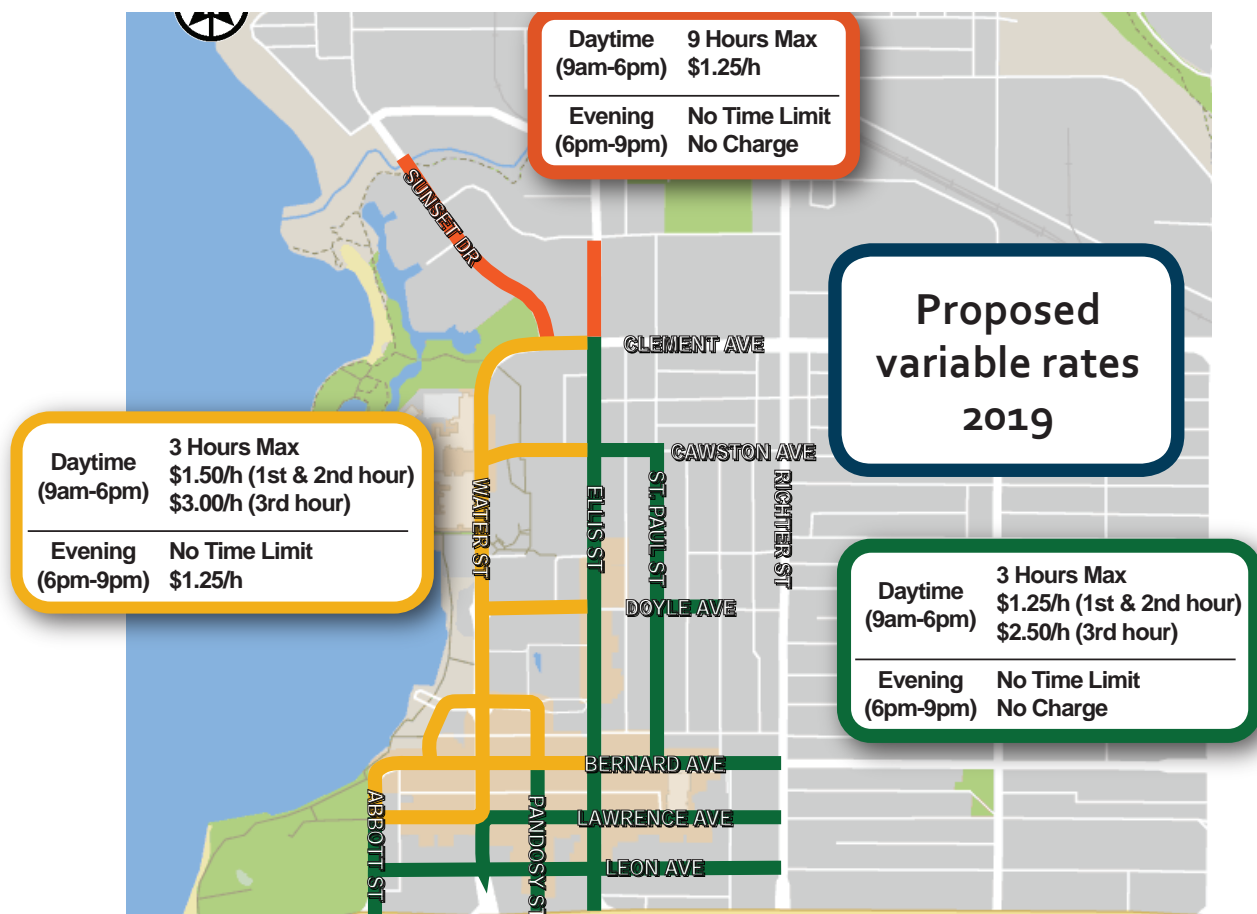 Daytime 9 Hours Max
(9am-6pm) $1.25/h
Evening No Time Limit
(6pm-9pm) No Charge
SUNSET DR
Proposed
variable rates
2019
CLEMENT AVE
Daytime
(9am-6pm)
3 Hours Max
$1.50/h (1st & 2nd hour)
$3.00/h (3rd hour)
Evening No Time Limit
(6pm-9pm) $1.25/h
CAWSTON AVE
WATER ST
ELLIS ST
ST. PAUL ST
RICHTER ST
DOYLE AVE
Daytime
(9am-6pm)
3 Hours Max
$1.25/h (1st & 2nd hour)
$2.50/h (3rd hour)
Evening No Time Limit
(6pm-9pm) No Charge
BERNARD AVE
ABBOTT ST
PANDOSY ST
LAWRENCE AVE
LEON AVE